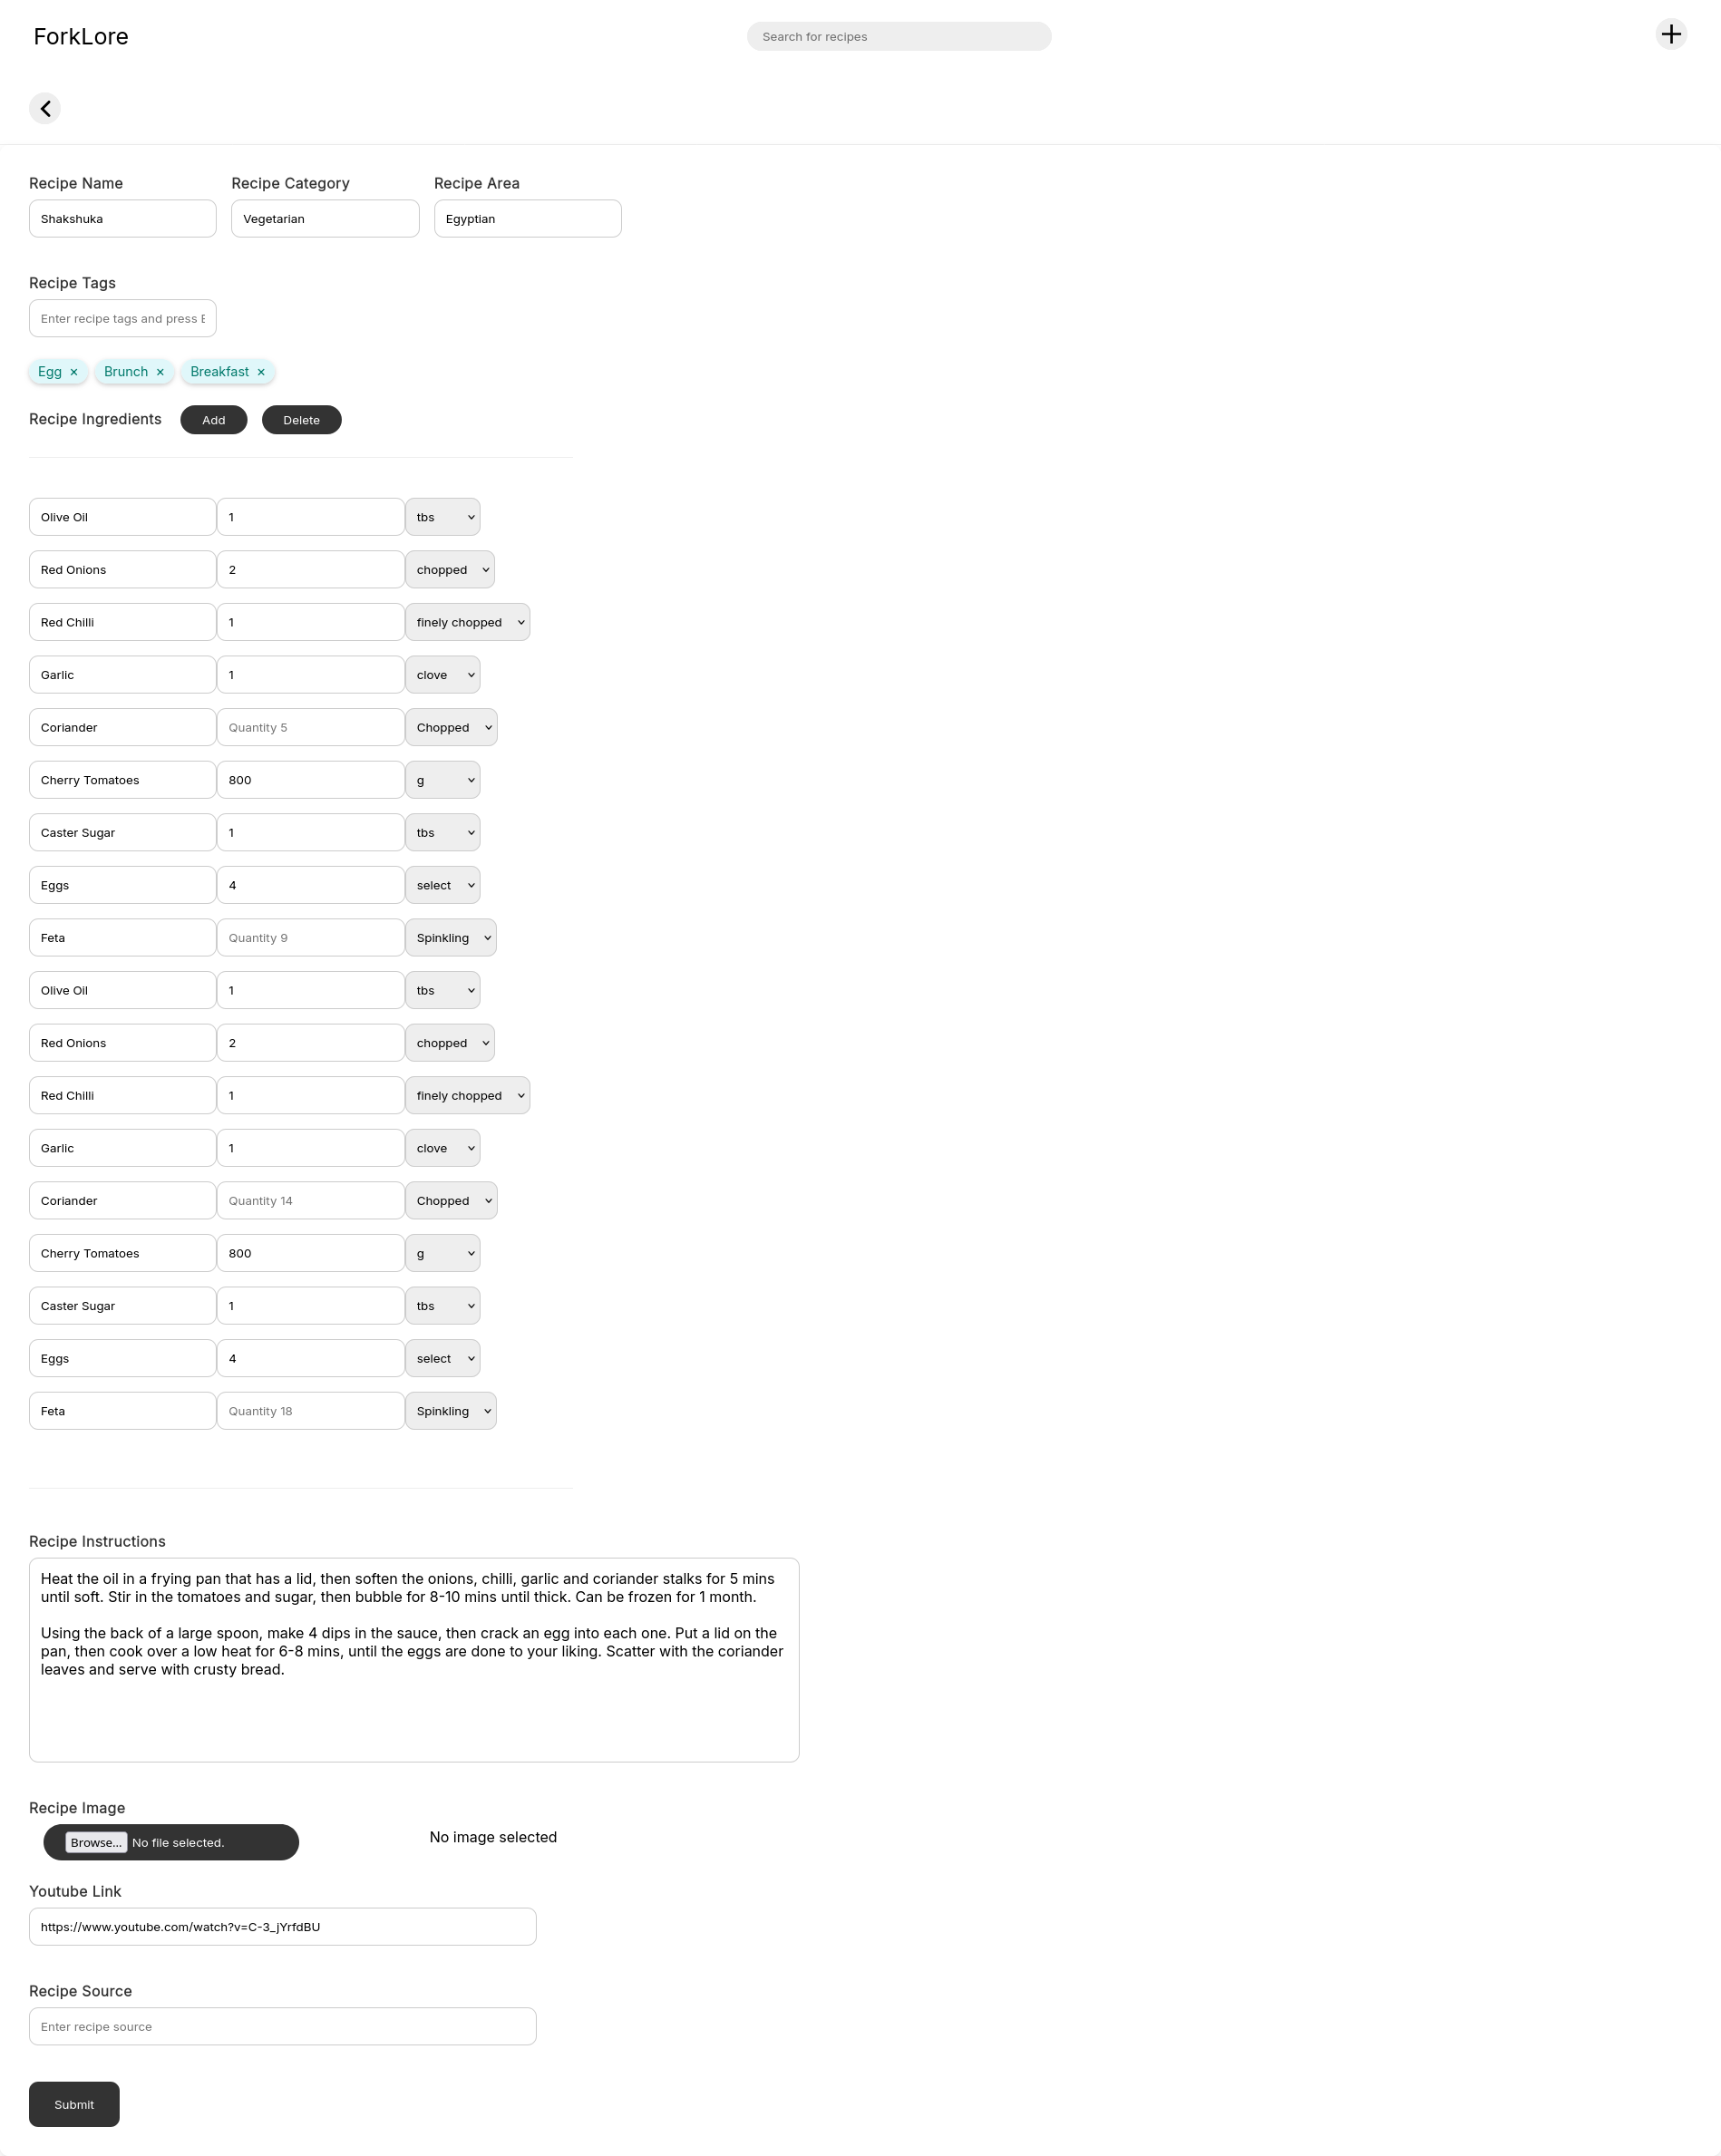 ForkLore
Search for recipes
Recipe Name Recipe Category Recipe Area
Shakshuka Vegetarian Egyptian
Recipe Tags
Enter recipe tags and press E
Egg × Brunch × Breakfast ×
Recipe Ingredients Add Delete
Olive Oil 1 tbs
Red Onions 2 chopped
Red Chilli 1 finely chopped
Garlic 1 clove
Coriander Quantity 5 Chopped
Cherry Tomatoes 800 g
Caster Sugar 1 tbs
Eggs 4 select
Feta Quantity 9 Spinkling
Olive Oil 1 tbs
Red Onions 2 chopped
Red Chilli 1 finely chopped
Garlic 1 clove
Coriander Quantity 14 Chopped
Cherry Tomatoes 800 g
Caster Sugar 1 tbs
Eggs 4 select
Feta Quantity 18 Spinkling
Recipe Instructions
Heat the oil in a frying pan that has a lid, then soften the onions, chilli, garlic and coriander stalks for 5 mins
until soft. Stir in the tomatoes and sugar, then bubble for 8-10 mins until thick. Can be frozen for 1 month.
Using the back of a large spoon, make 4 dips in the sauce, then crack an egg into each one. Put a lid on the
pan, then cook over a low heat for 6-8 mins, until the eggs are done to your liking. Scatter with the coriander
leaves and serve with crusty bread.
Recipe Image
Browse... No file selected. No image selected
Youtube Link
https://www.youtube.com/watch?v=C-3_jYrfdBU
Recipe Source
Enter recipe source
Submit